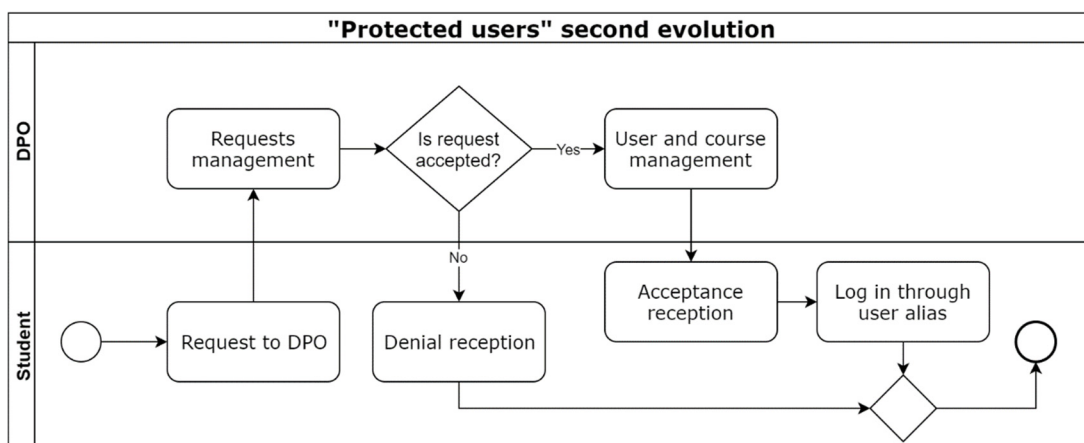 "Protected users" second evolution
DPO
Requests
management
Is request
accepted?
Yes
User and course
management
No
Student
Request to DPO
Denial reception
Acceptance
reception
Log in through
user alias